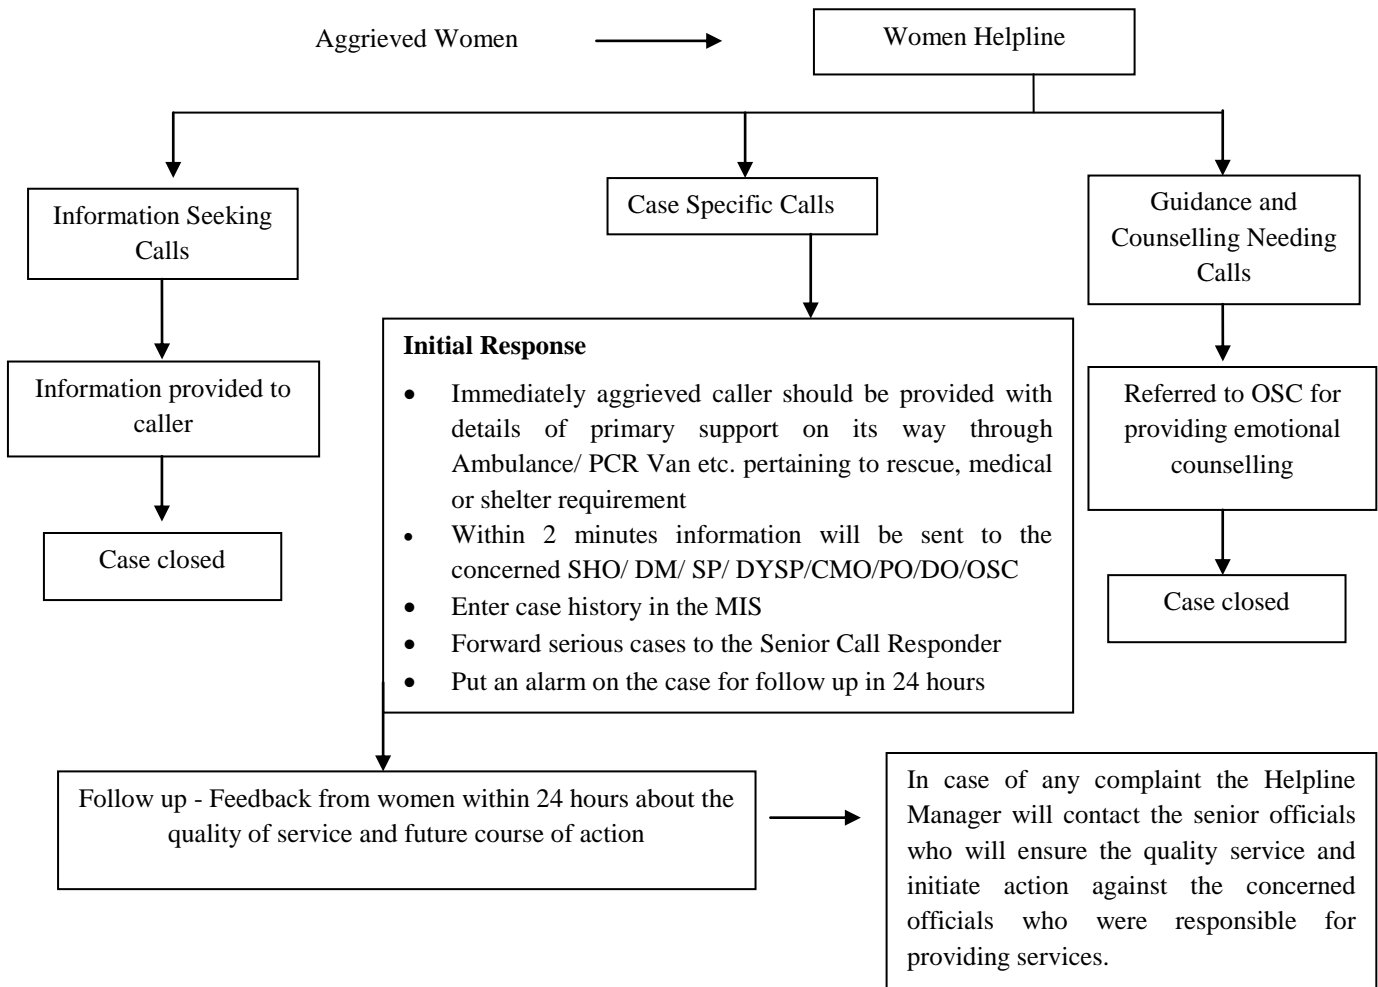 Aggrieved Women
Women Helpline
Information Seeking
Calls
Case Specific Calls
Guidance and
Counselling Needing
Calls
Information provided to
caller
Case closed
Initial Response
• Immediately aggrieved caller should be provided with
details of primary support on its way through
Ambulance/ PCR Van etc. pertaining to rescue, medical
or shelter requirement
• Within 2 minutes information will be sent to the
concerned SHO/ DM/ SP/ DYSP/CMO/PO/DO/OSC
• Enter case history in the MIS
• Forward serious cases to the Senior Call Responder
• Put an alarm on the case for follow up in 24 hours
Referred to OSC for
providing emotional
counselling
Case closed
Follow up - Feedback from women within 24 hours about the
quality of service and future course of action
In case of any complaint the Helpline
Manager will contact the senior officials
who will ensure the quality service and
initiate action against the concerned
officials who were responsible for
providing services.